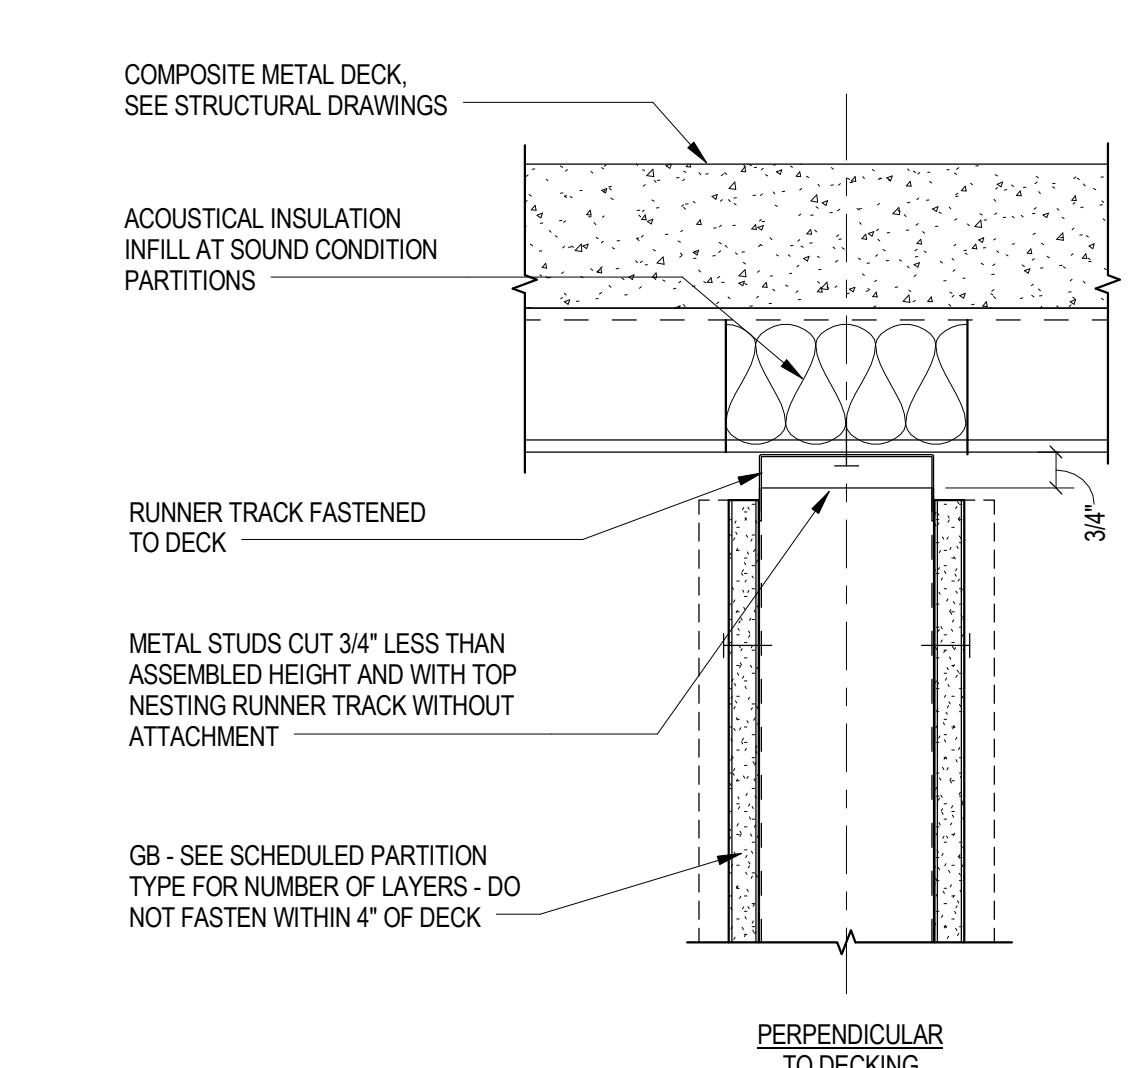 COMPOSITE METAL DECK,
SEE STRUCTURAL DRAWINGS
ACOUSTICAL INSULATION
INFILL AT SOUND CONDITION
PARTITIONS
RUNNER TRACK FASTENED
TO DECK
3/4"
METAL STUDS CUT 3/4" LESS THAN
ASSEMBLED HEIGHT AND WITH TOP
NESTING RUNNER TRACK WITHOUT
ATTACHMENT
GB - SEE SCHEDULED PARTITION
TYPE FOR NUMBER OF LAYERS - DO
NOT FASTEN WITHIN 4" OF DECK
PERPENDICULAR
TO DECKING